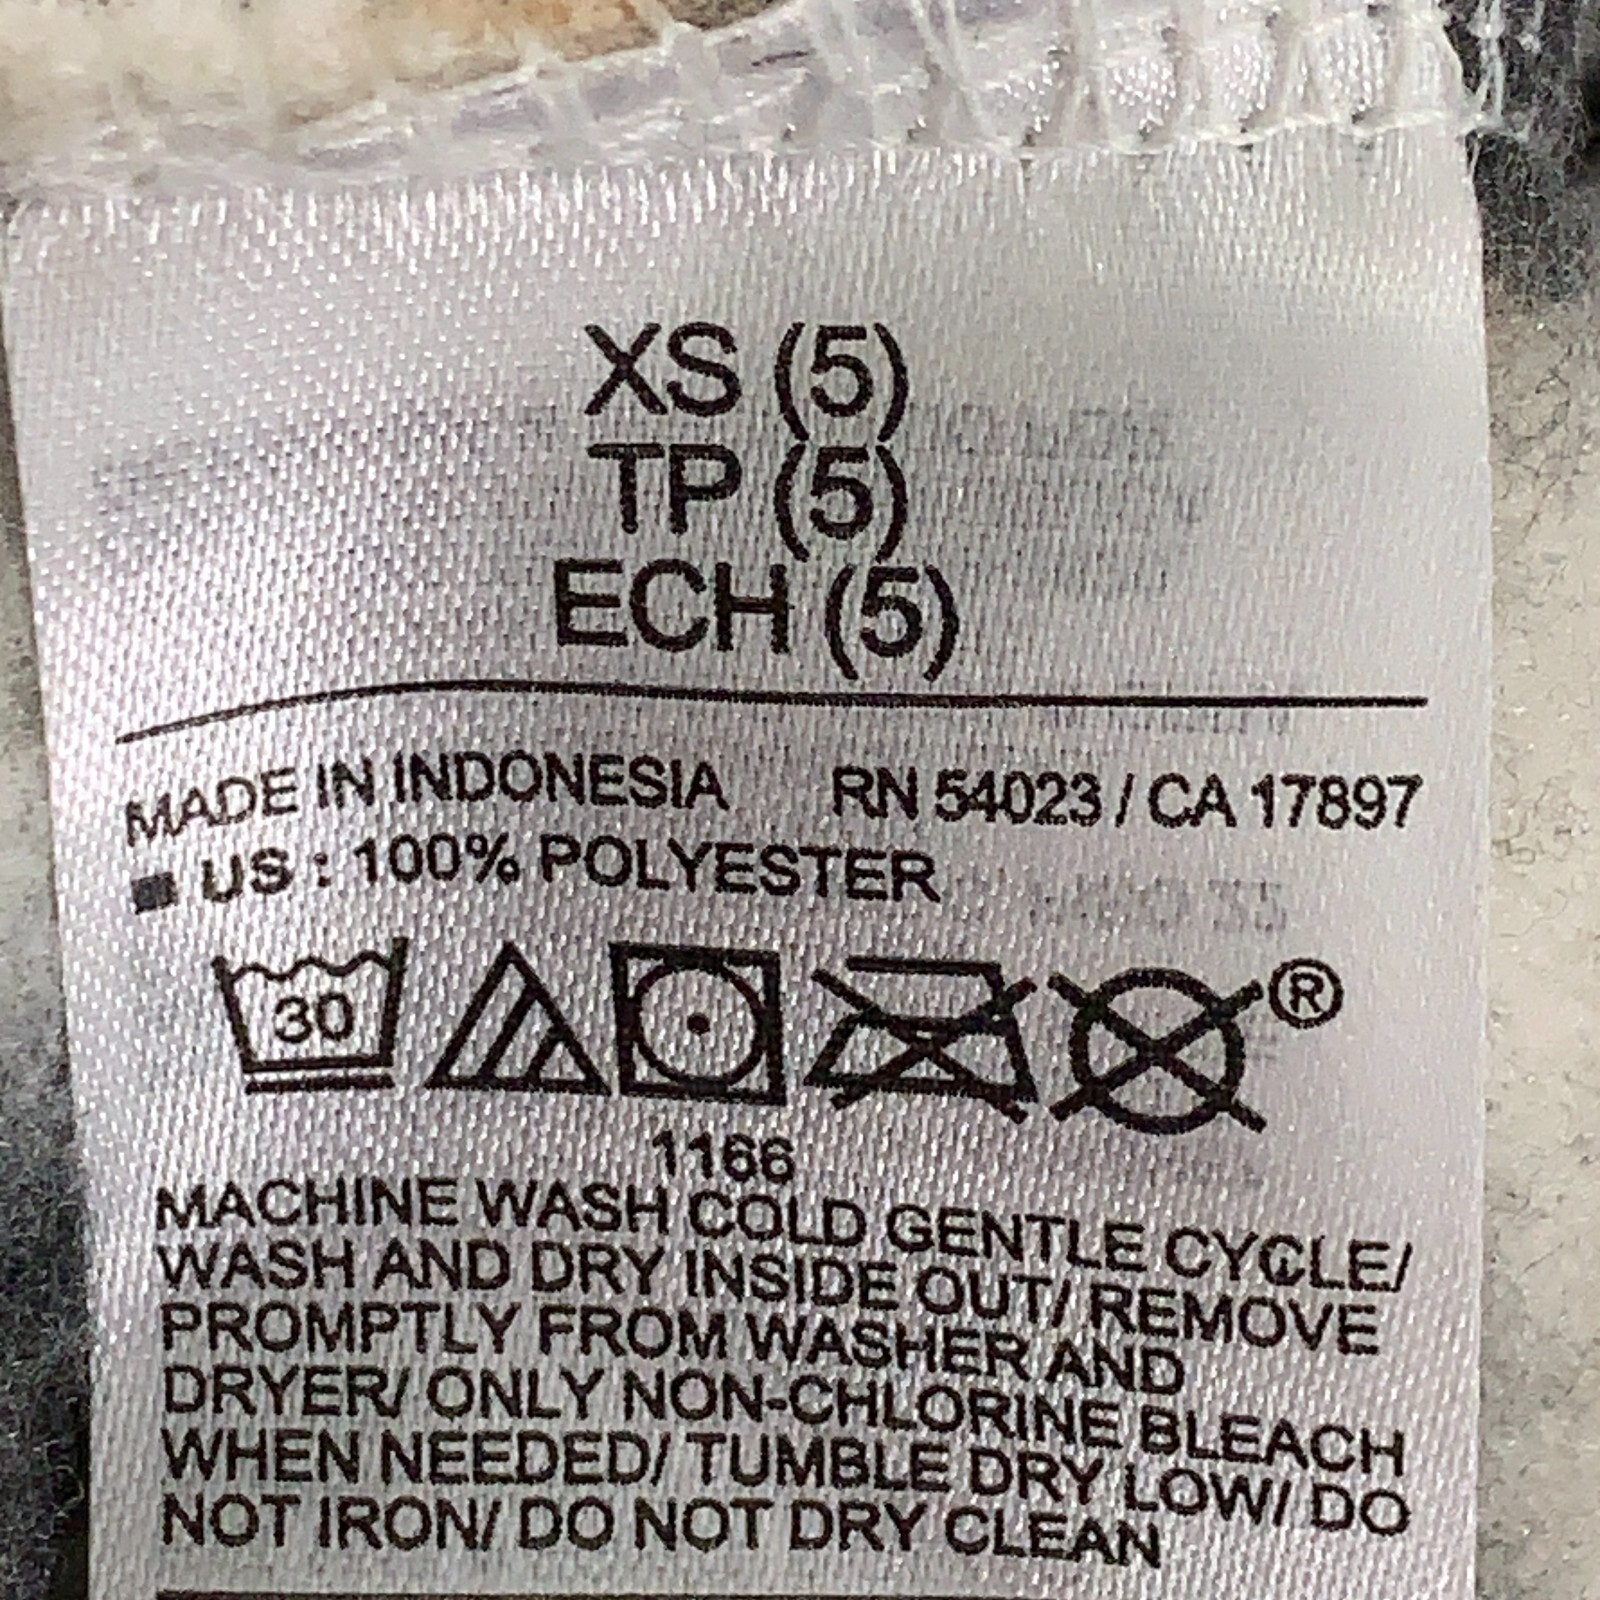 XS (5)
TP (5)
ECH (5)
MADE IN INDONESIA RN 54023 / CA 17897
■ US : 100% POLYESTER
30 ®
1166
MACHINE WASH COLD GENTLE CYCLE/
WASH AND DRY INSIDE OUT/ REMOVE
PROMPTLY FROM WASHER AND
DRYER/ ONLY NON-CHLORINE BLEACH
WHEN NEEDED/ TUMBLE DRY LOW/ DO
NOT IRON/ DO NOT DRY CLEAN